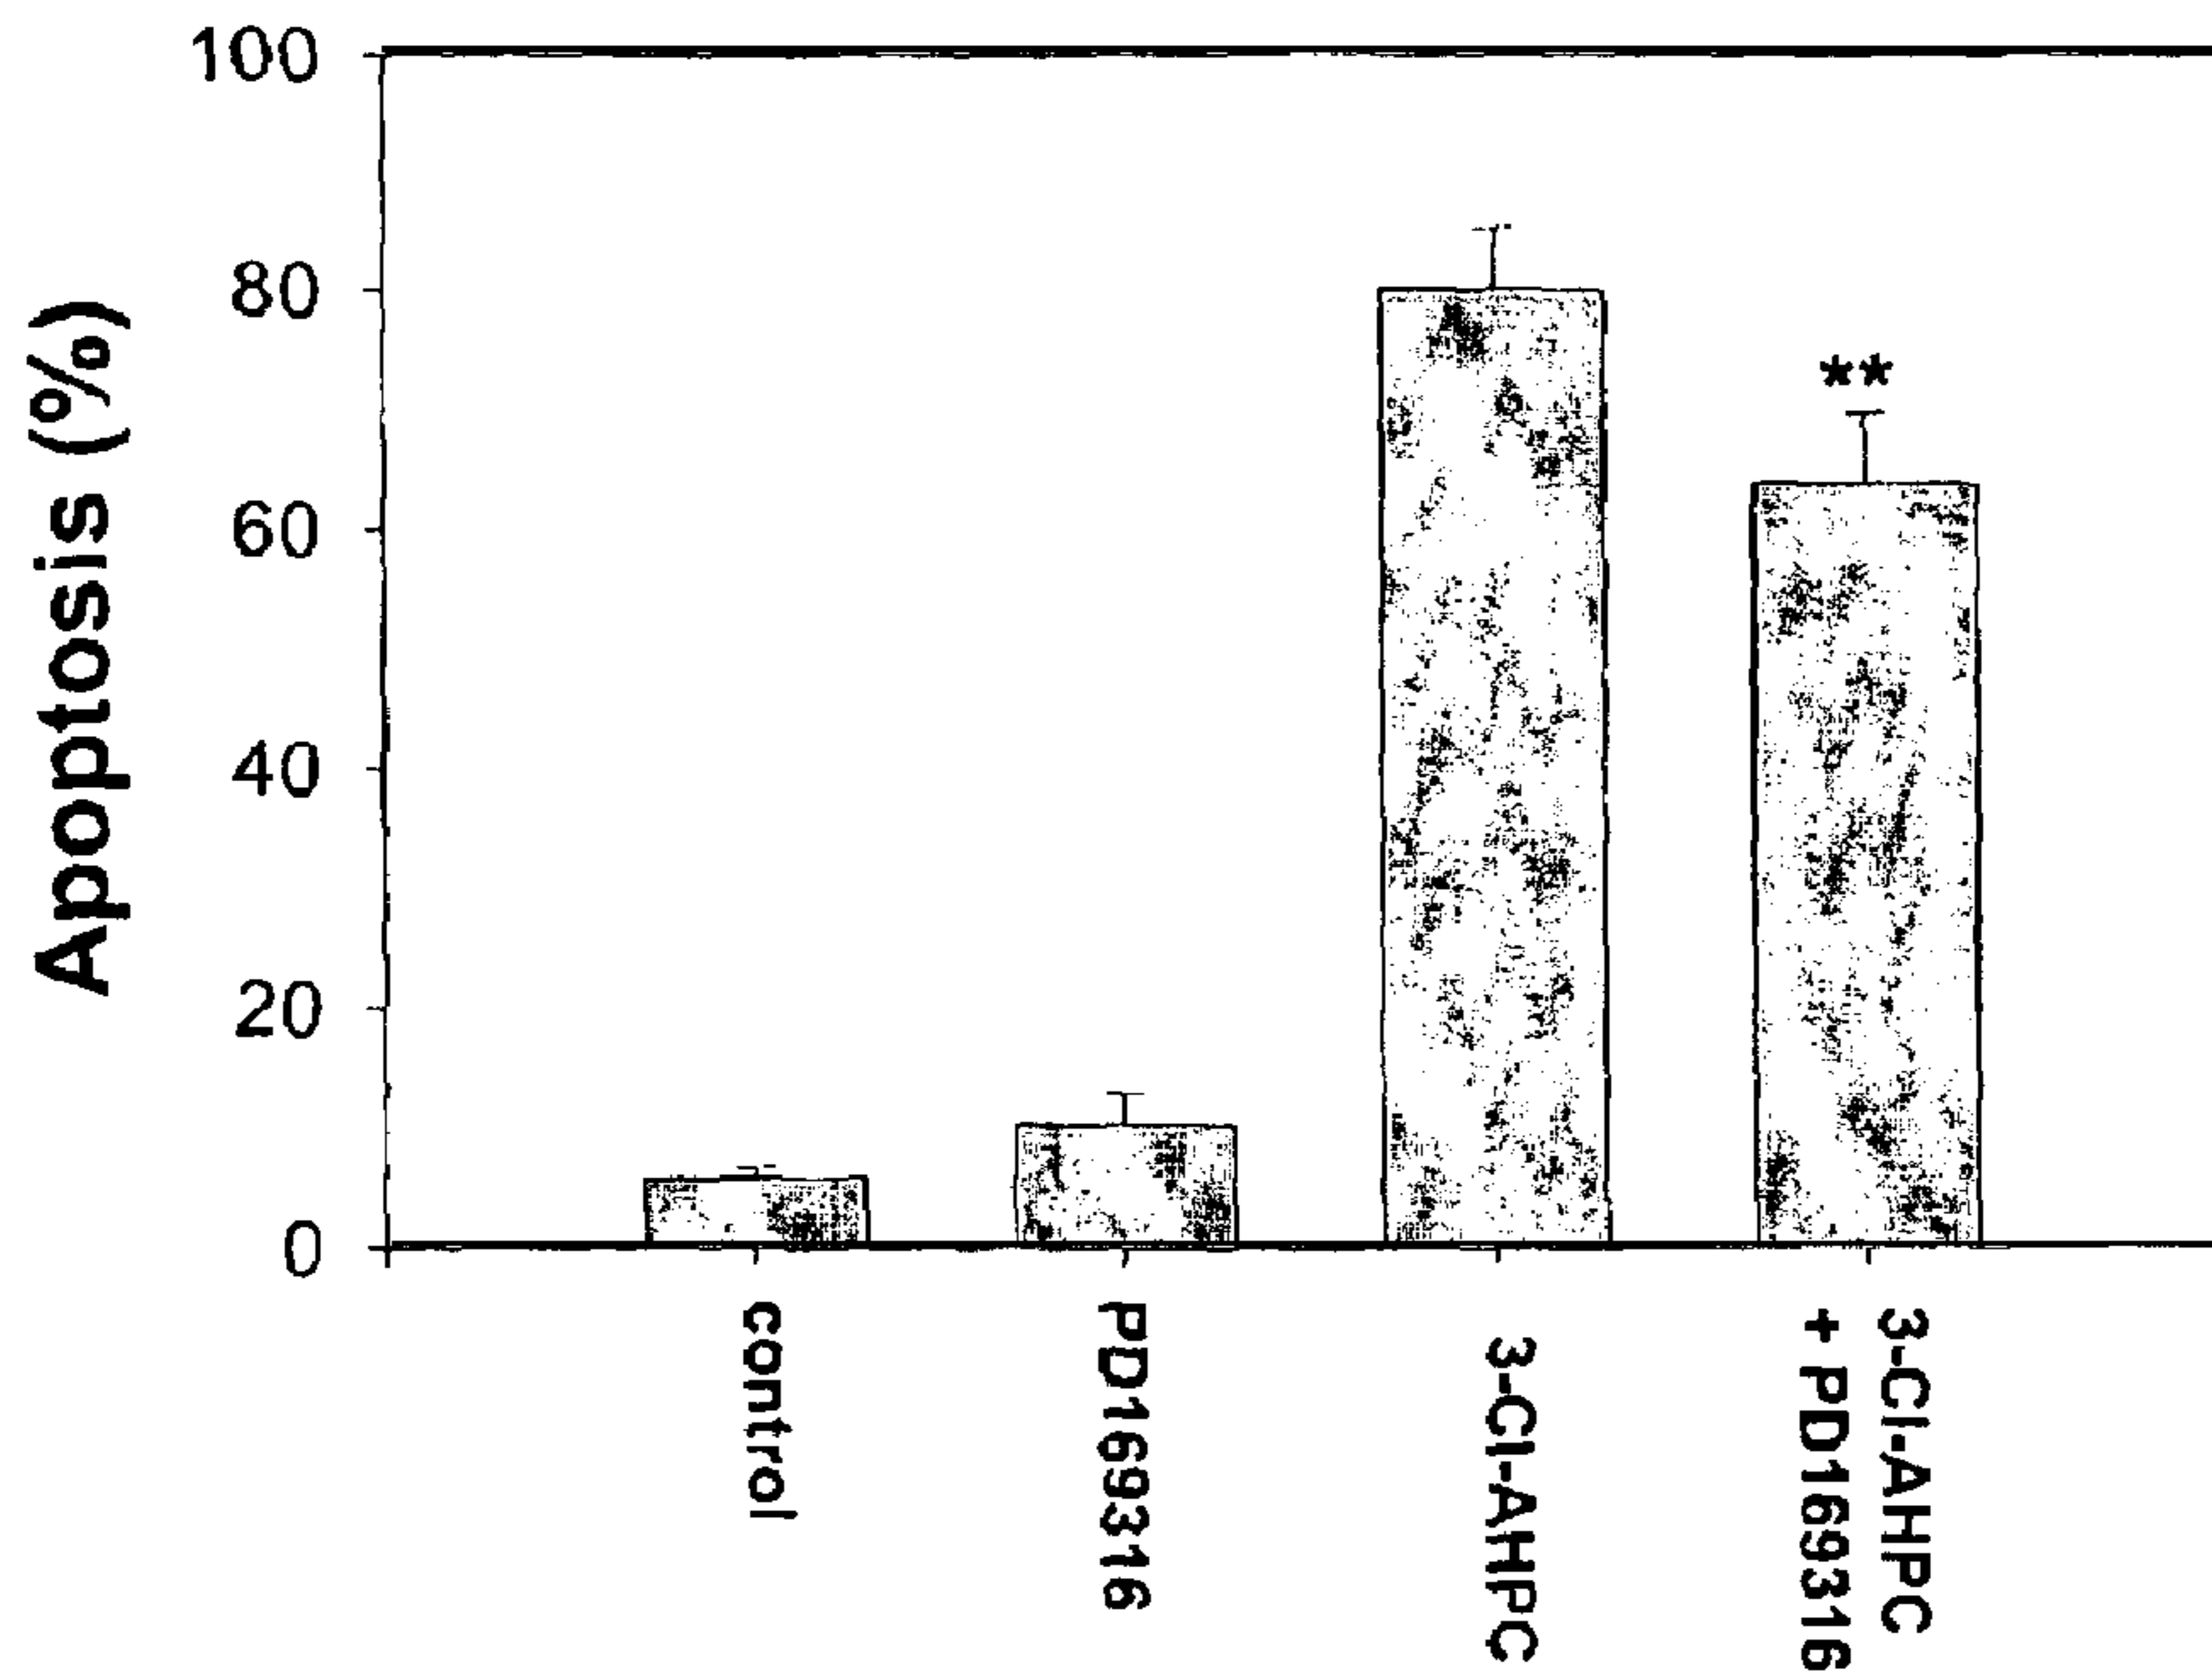 Apoptosis (%)
100
80
60
40
20
0
**
control
PD169316
3-Cl-AHPC
3-Cl-AHPC
+ PD169316